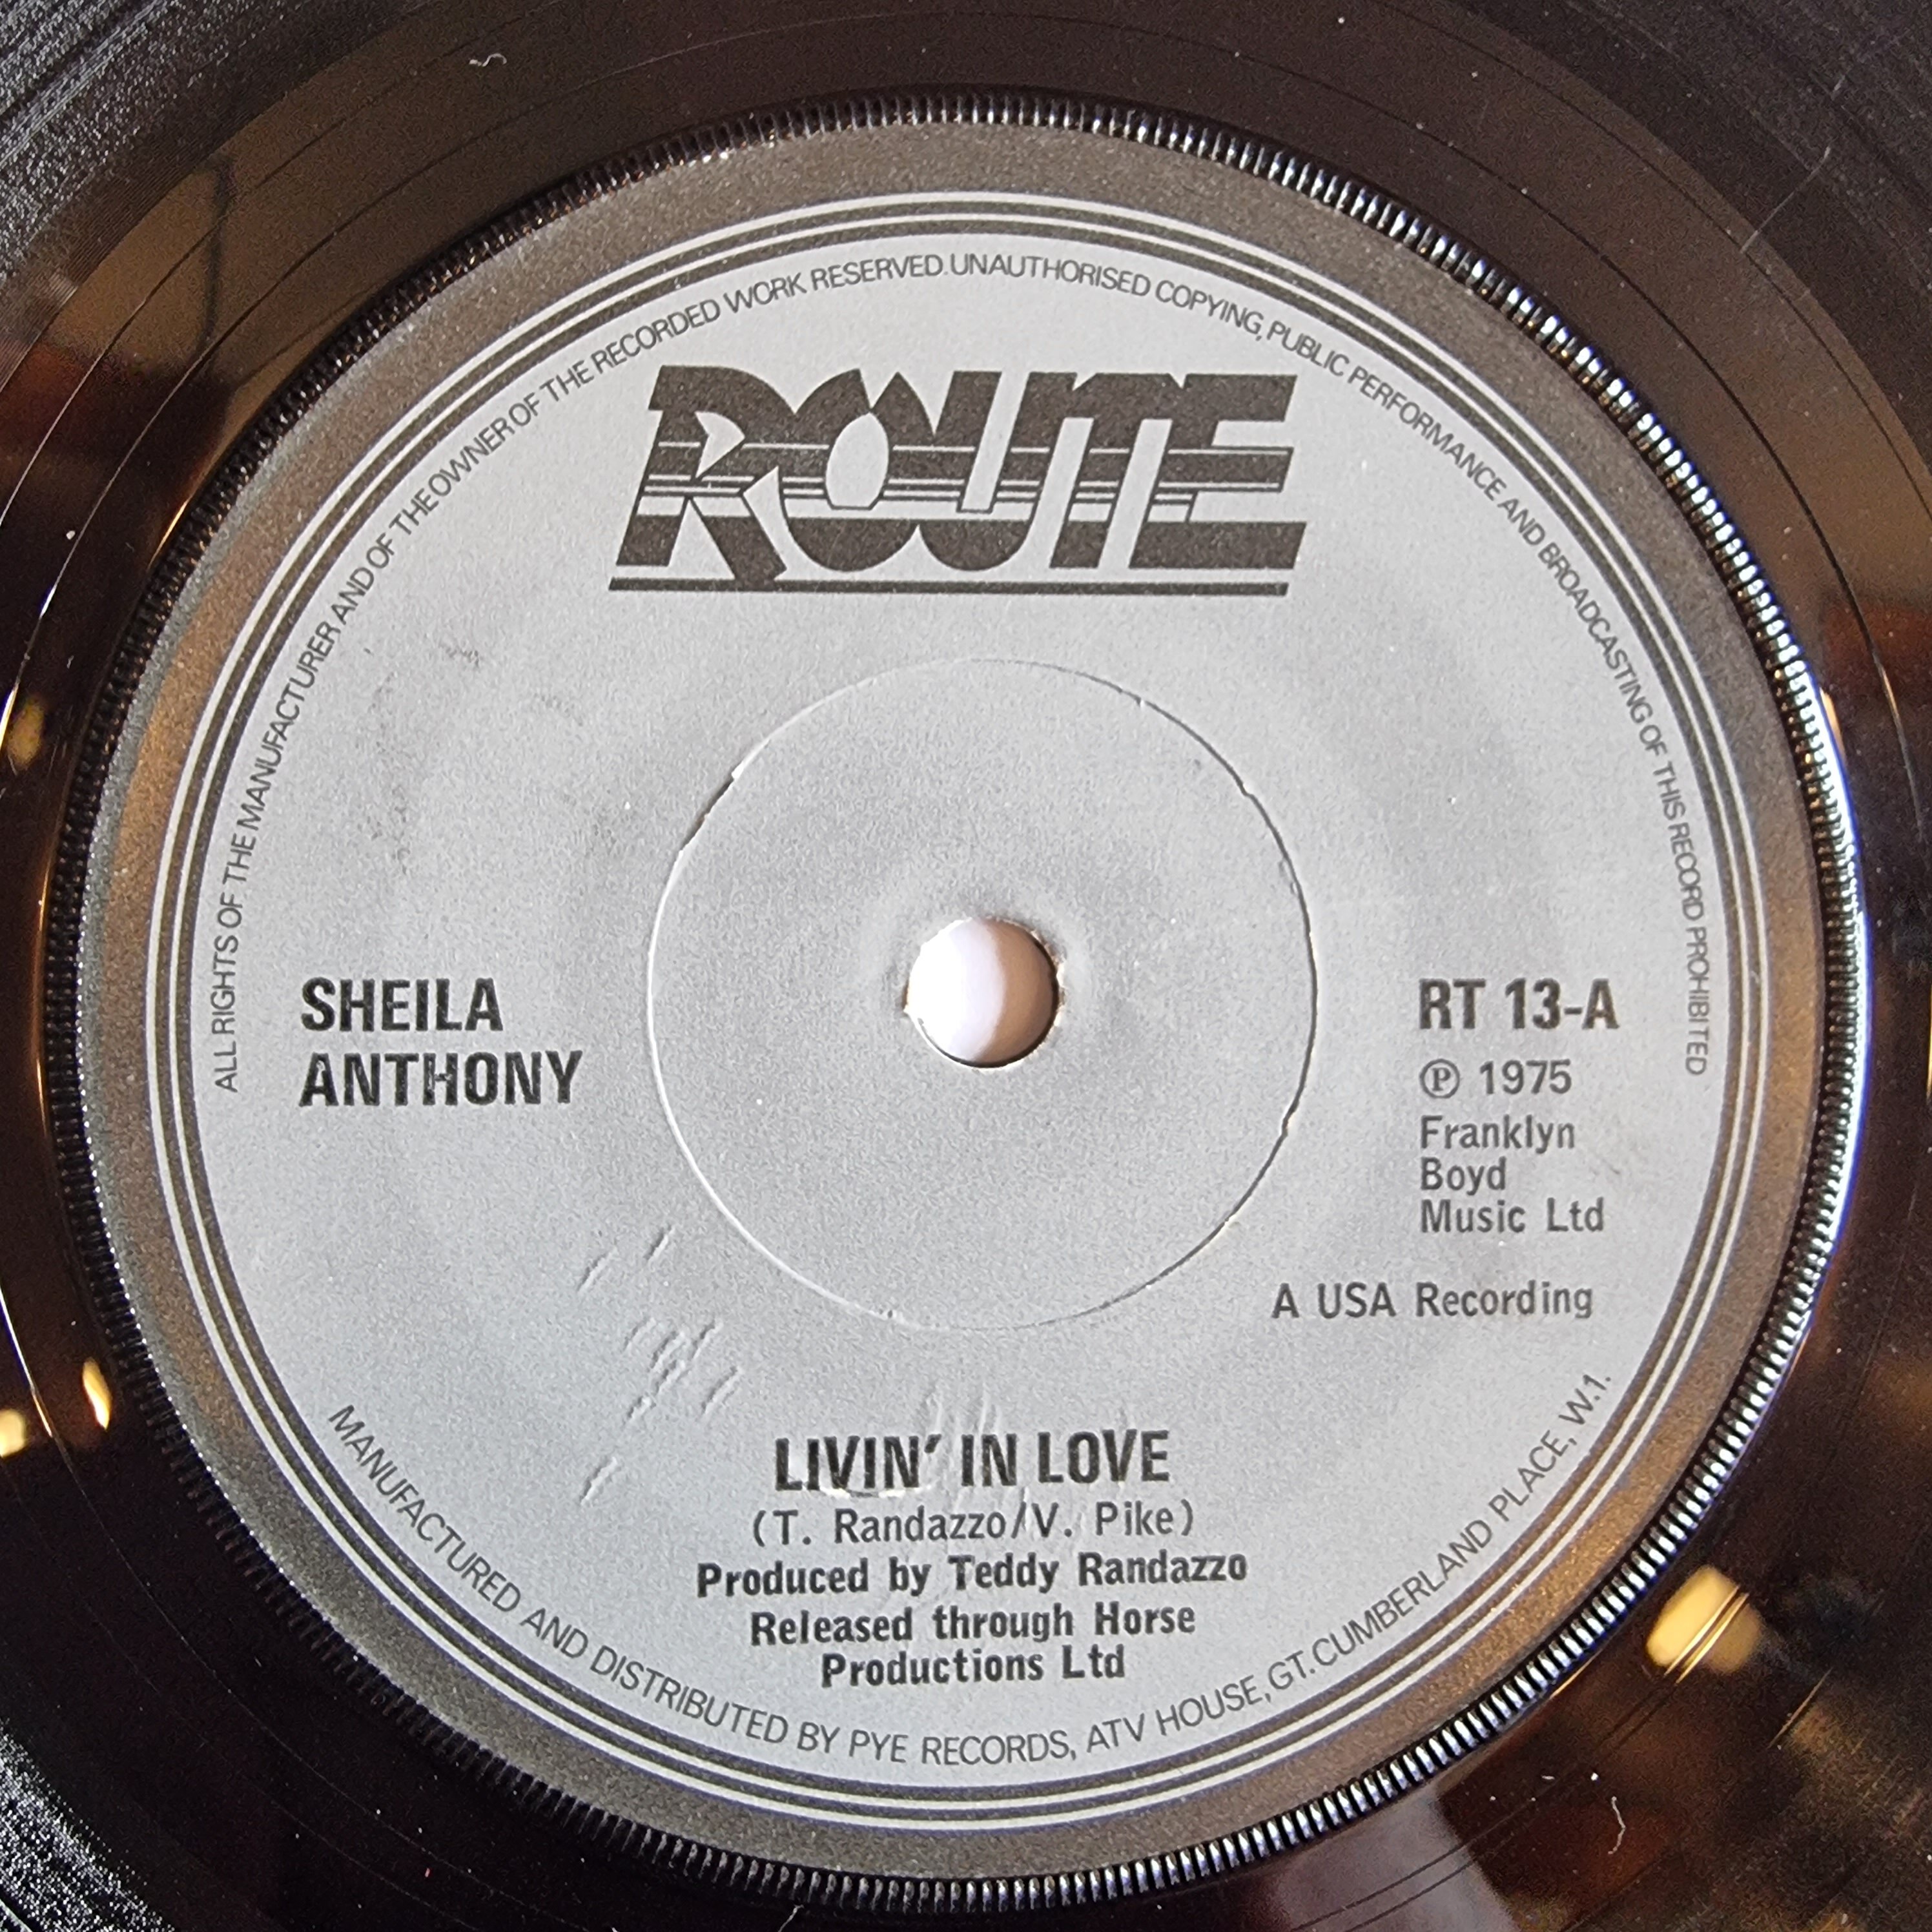 ALL RIGHTS OF THE MANUFACTURER AND OF THE OWNER OF THE RECORDED WORK RESERVED. UNAUTHORISED COPYING, PUBLIC PERFORMANCE AND BROADCASTING OF THIS RECORD PROHIBITED
ROUTE
SHEILA
ANTHONY
RT 13-A
℗ 1975
Franklyn
Boyd
Music Ltd
A USA Recording
LIVIN' IN LOVE
(T. Randazzo/V. Pike)
Produced by Teddy Randazzo
Released through Horse
Productions Ltd
MANUFACTURED AND DISTRIBUTED BY PYE RECORDS, ATV HOUSE, GT. CUMBERLAND PLACE, W.1.